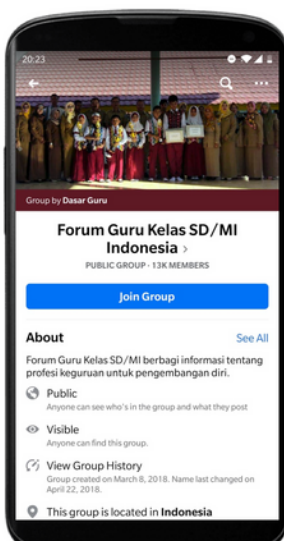 20:23
Group by Dasar Guru
Forum Guru Kelas SD/MI
Indonesia >
PUBLIC GROUP · 13K MEMBERS
Join Group
About
See All
Forum Guru Kelas SD/MI berbagi informasi tentang
profesi keguruan untuk pengembangan diri.
Public
Anyone can see who's in the group and what they post
Visible
Anyone can find this group.
View Group History
Group created on March 8, 2018. Name last changed on
April 22, 2018.
This group is located in Indonesia